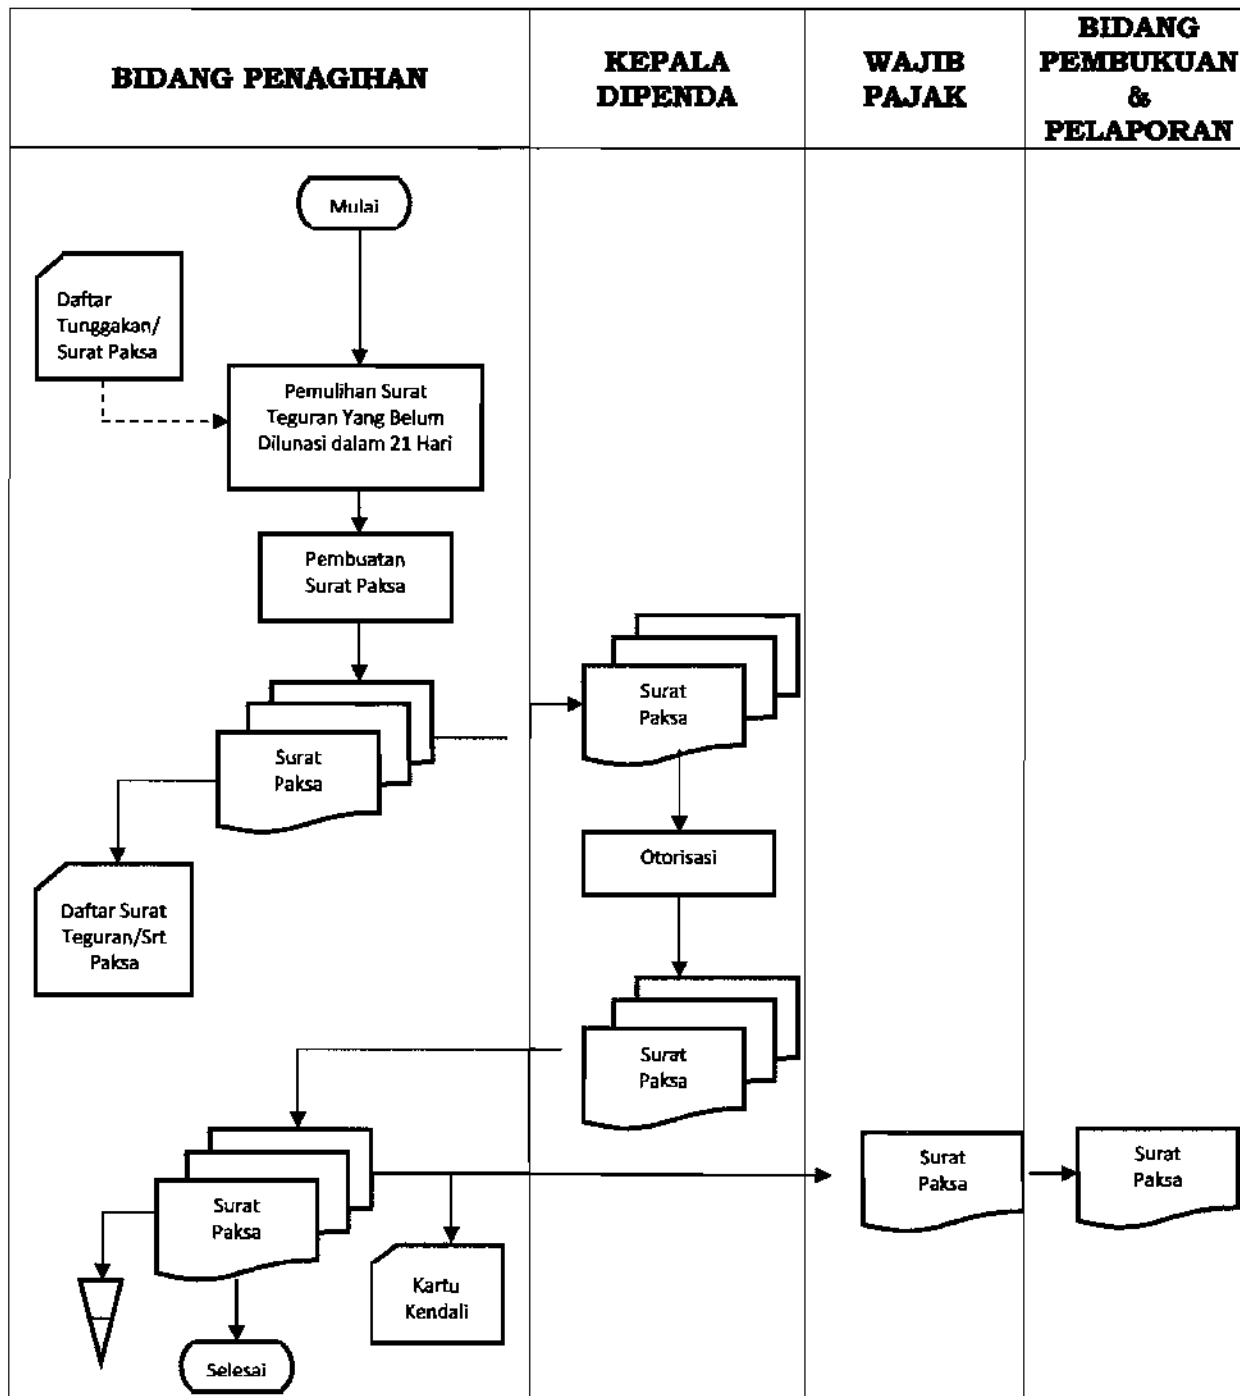 BIDANG PENAGIHAN
KEPALA
DIPENDA
WAJIB
PAJAK
BIDANG
PEMBUKUAN
&
PELAPORAN
Mulai
Daftar
Tunggakan/
Surat Paksa
Pemulihan Surat
Teguran Yang Belum
Dilunasi dalam 21 Hari
Pembuatan
Surat Paksa
Surat
Paksa
Surat
Paksa
Otorisasi
Daftar Surat
Teguran/Srt
Paksa
Surat
Paksa
Surat
Paksa
Surat
Paksa
Surat
Paksa
Kartu
Kendali
Selesai